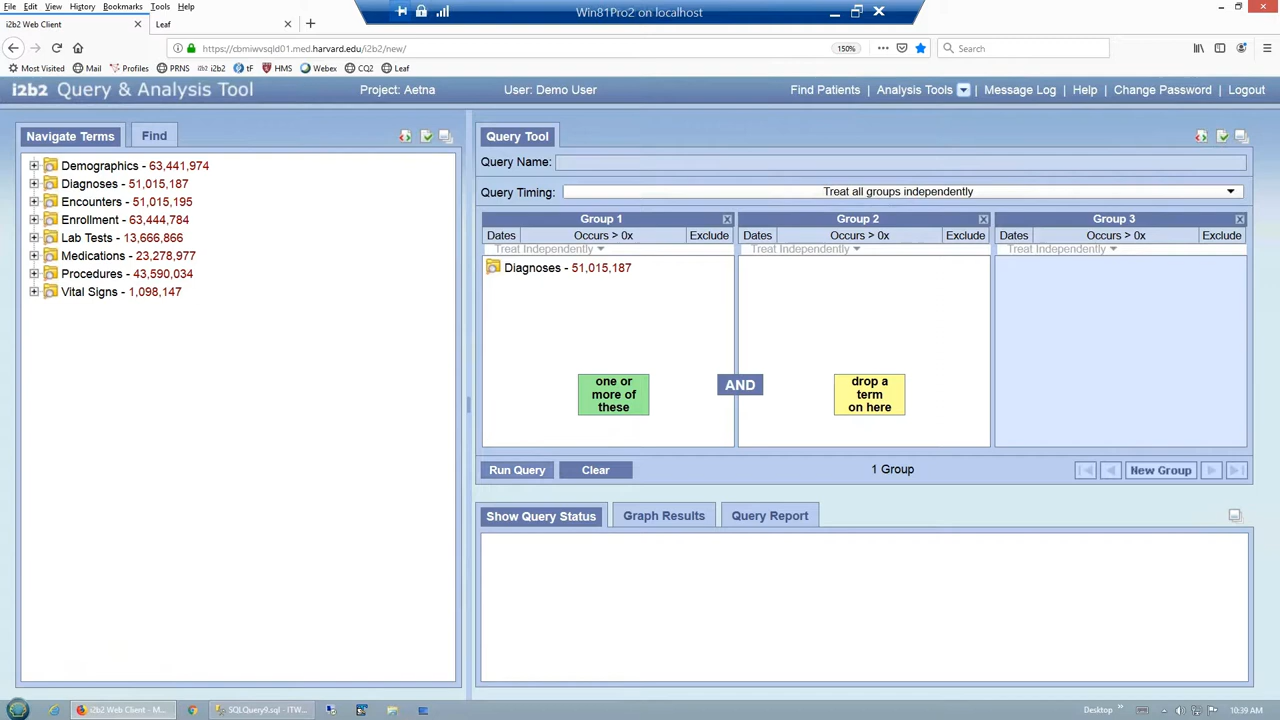 File Edit View History Bookmarks Tools Help
Win81Pro2 on localhost
i2b2 Web Client
Leaf
https://cbmiwvsqld01.med.harvard.edu/i2b2/new/
150%
Search
Most Visited Mail Profiles PRNS i2b2 tF HMS Webex CQ2 Leaf
i2b2 Query & Analysis Tool
Project: Aetna
User: Demo User
Find Patients Analysis Tools Message Log Help Change Password Logout
Navigate Terms Find
Demographics - 63,441,974
Diagnoses - 51,015,187
Encounters - 51,015,195
Enrollment - 63,444,784
Lab Tests - 13,666,866
Medications - 23,278,977
Procedures - 43,590,034
Vital Signs - 1,098,147
Query Tool
Query Name:
Query Timing: Treat all groups independently
Group 1 Group 2 Group 3
Dates Occurs > 0x Exclude Dates Occurs > 0x Exclude Dates Occurs > 0x Exclude
Treat Independently Treat Independently Treat Independently
Diagnoses - 51,015,187
one or
more of
these
AND
drop a
term
on here
Run Query Clear 1 Group New Group
Show Query Status Graph Results Query Report
i2b2 Web Client - M...
SQLQuery9.sql - ITW...
Desktop
10:39 AM